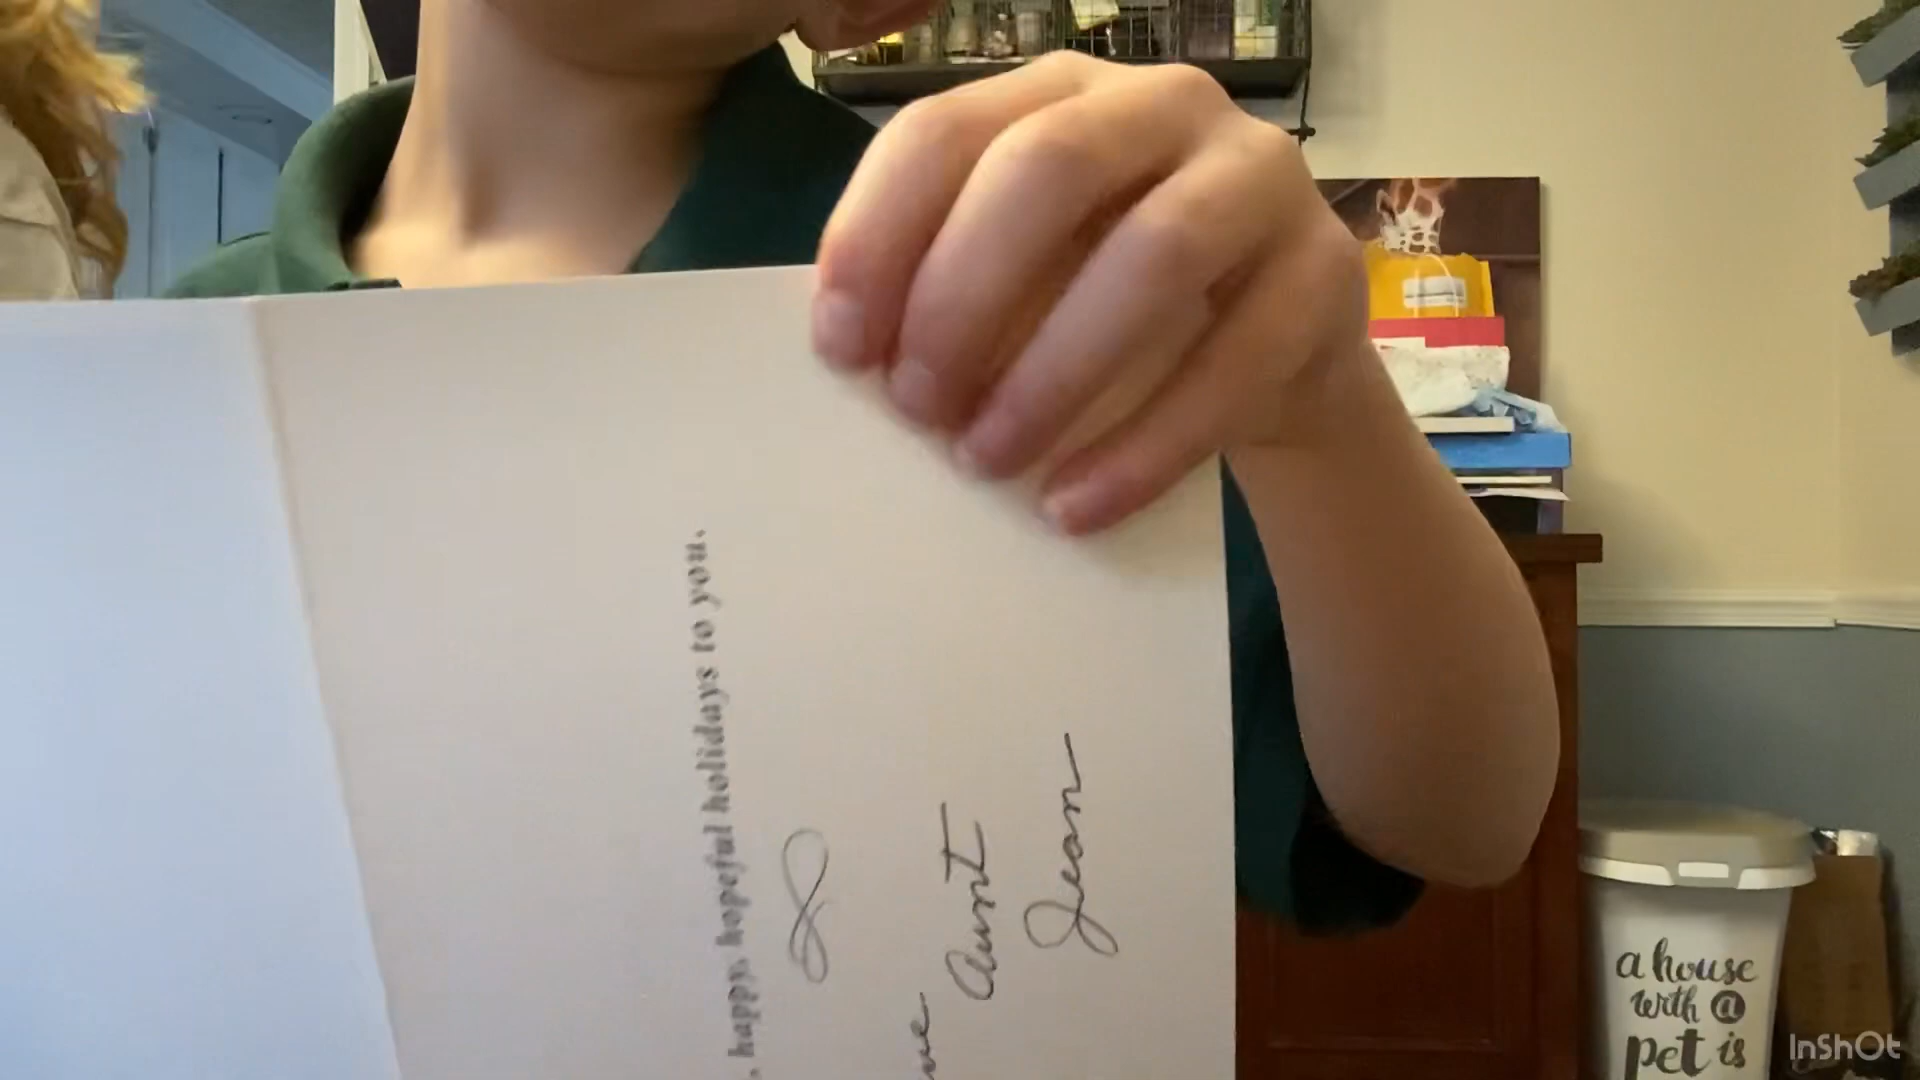 happy, hopeful holidays to you.
&
Aunt
Jean
a house
with a
pet is
InShOt